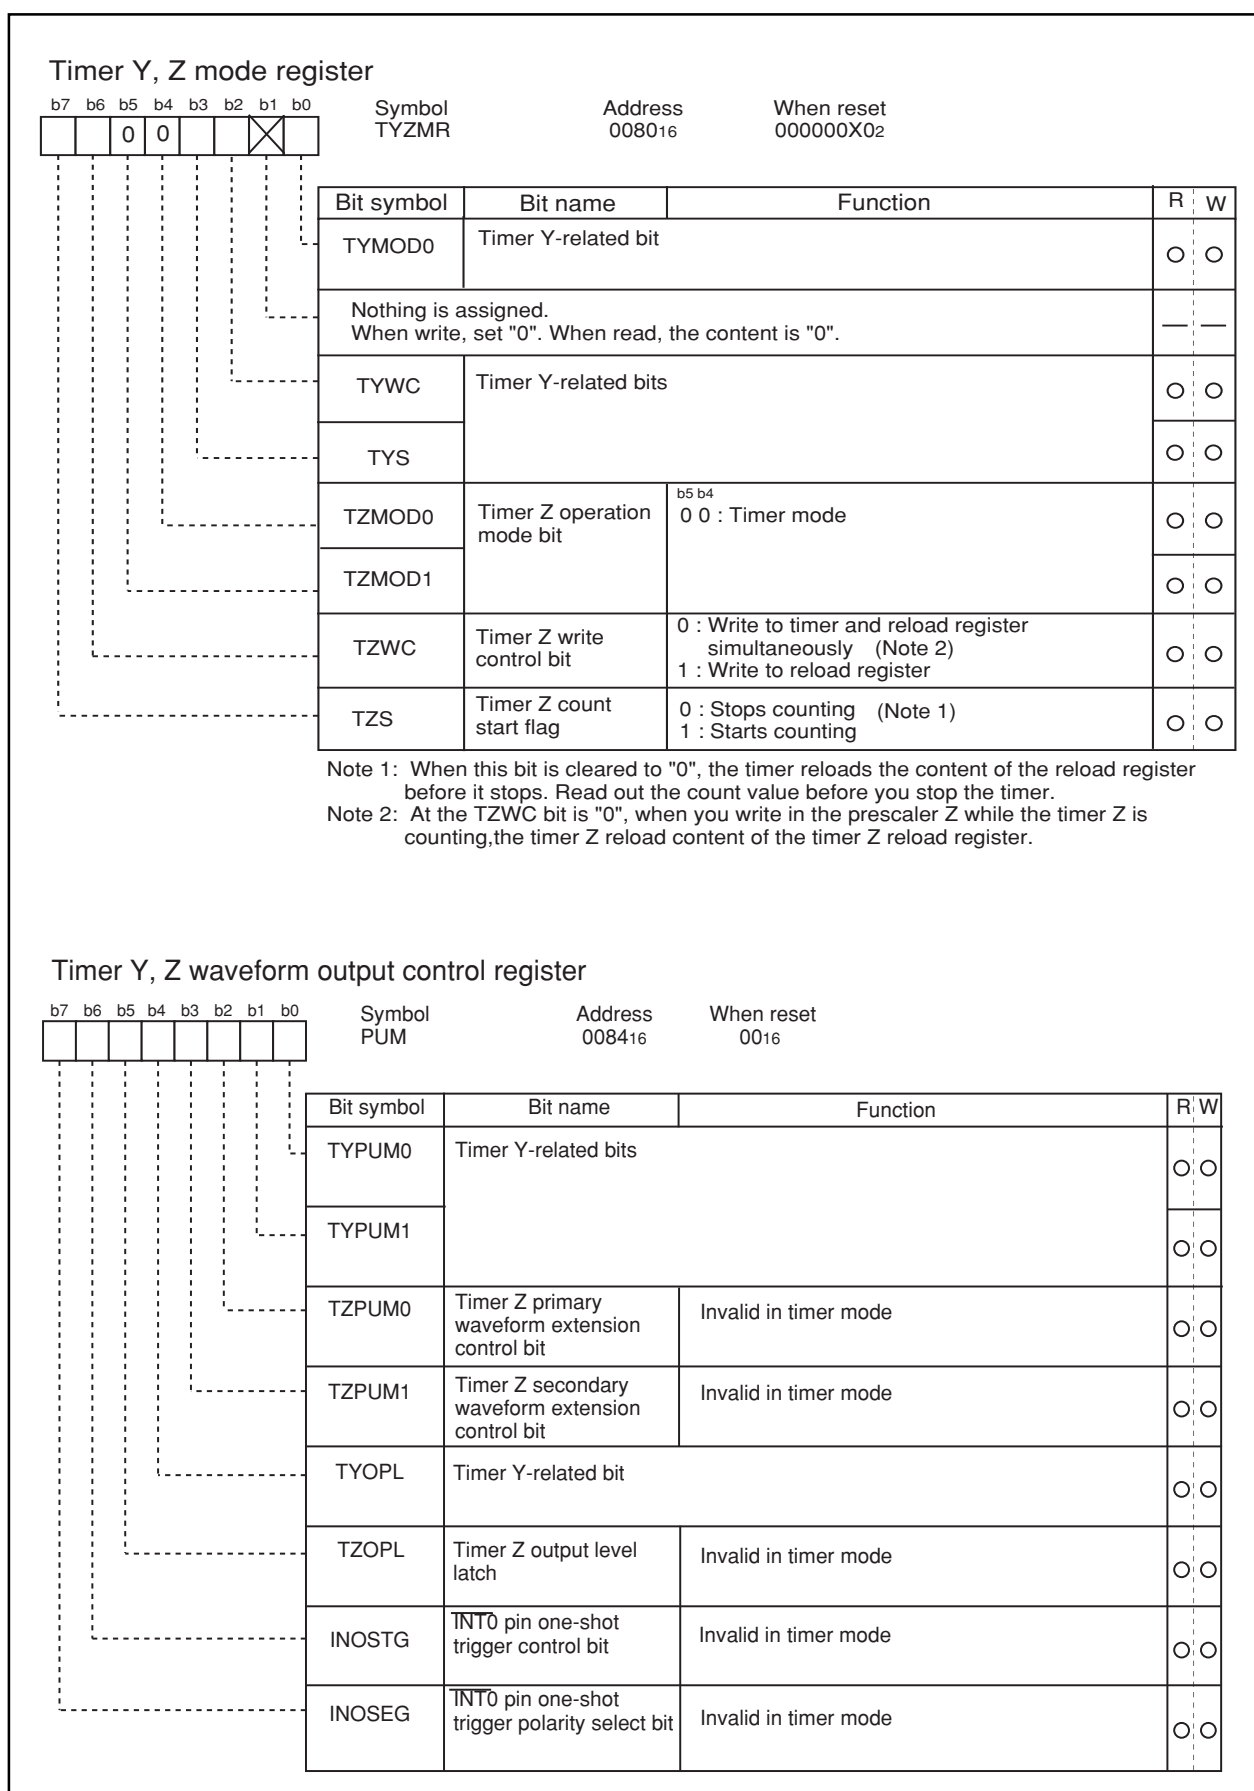 Timer Y, Z mode register
b7 b6 b5 b4 b3 b2 b1 b0
Symbol Address When reset
0 0
TYZMR 008016 000000X02
Bit symbol Bit name Function R W
TYMOD0 Timer Y-related bit
Nothing is assigned.
When write, set "0". When read, the content is "0".
TYWC Timer Y-related bits
TYS
TZMOD0 Timer Z operation mode bit b5 b4
0 0 : Timer mode
TZMOD1
TZWC Timer Z write control bit 0 : Write to timer and reload register
simultaneously (Note 2)
1 : Write to reload register
TZS Timer Z count start flag 0 : Stops counting (Note 1)
1 : Starts counting
Note 1: When this bit is cleared to "0", the timer reloads the content of the reload register
before it stops. Read out the count value before you stop the timer.
Note 2: At the TZWC bit is "0", when you write in the prescaler Z while the timer Z is
counting,the timer Z reload content of the timer Z reload register.
Timer Y, Z waveform output control register
b7 b6 b5 b4 b3 b2 b1 b0
Symbol Address When reset
PUM 008416 0016
Bit symbol Bit name Function R W
TYPUM0 Timer Y-related bits
TYPUM1
TZPUM0 Timer Z primary
waveform extension
control bit
Invalid in timer mode
TZPUM1 Timer Z secondary
waveform extension
control bit
Invalid in timer mode
TYOPL Timer Y-related bit
TZOPL Timer Z output level
latch
Invalid in timer mode
INOSTG INT0 pin one-shot
trigger control bit
Invalid in timer mode
INOSEG INT0 pin one-shot
trigger polarity select bit
Invalid in timer mode